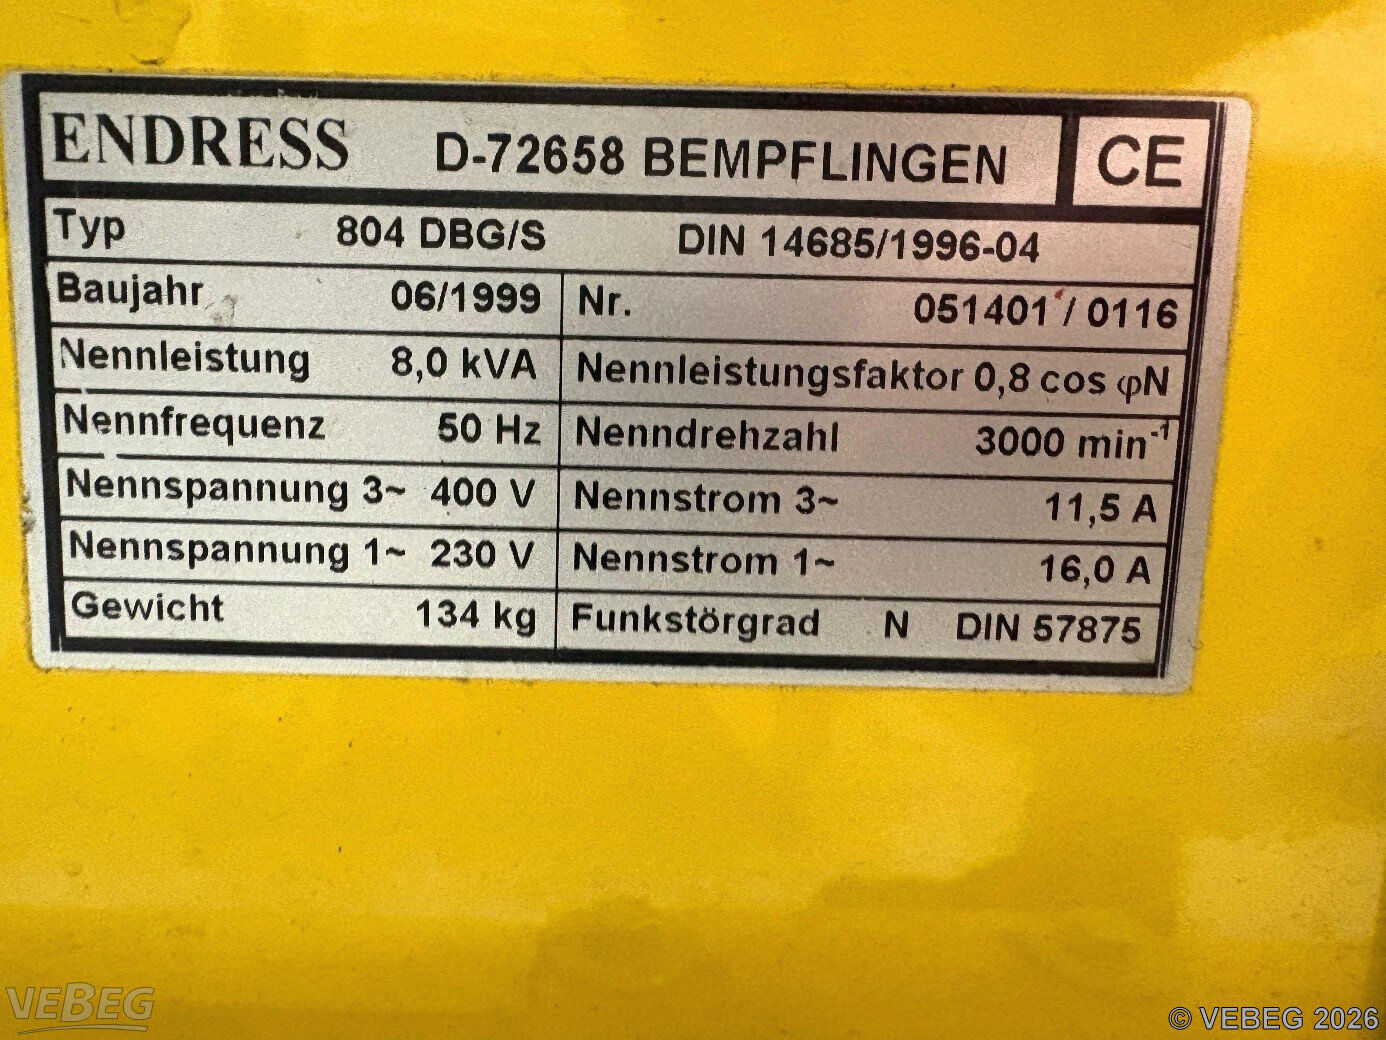 ENDRESS D-72658 BEMPFLINGEN CE
Typ 804 DBG/S DIN 14685/1996-04
Baujahr 06/1999 Nr. 051401 / 0116
Nennleistung 8,0 kVA Nennleistungsfaktor 0,8 cos φN
Nennfrequenz 50 Hz Nenndrehzahl 3000 min⁻¹
Nennspannung 3~ 400 V Nennstrom 3~ 11,5 A
Nennspannung 1~ 230 V Nennstrom 1~ 16,0 A
Gewicht 134 kg Funkstörgrad N DIN 57875
VEBEG
© VEBEG 2026